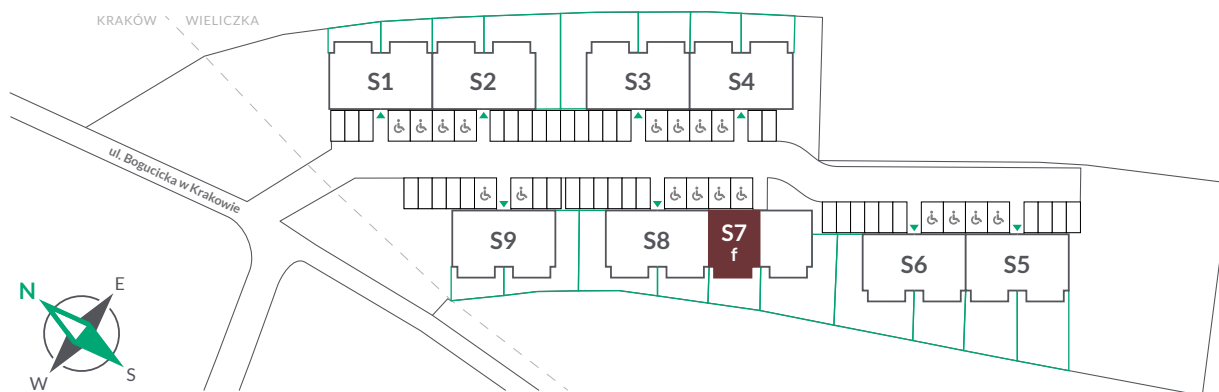 KRAKÓW WIELICZKA
S1 S2 S3 S4
ul. Bogucicka w Krakowie
S9 S8 S7 S6 S5
f
N E
W S